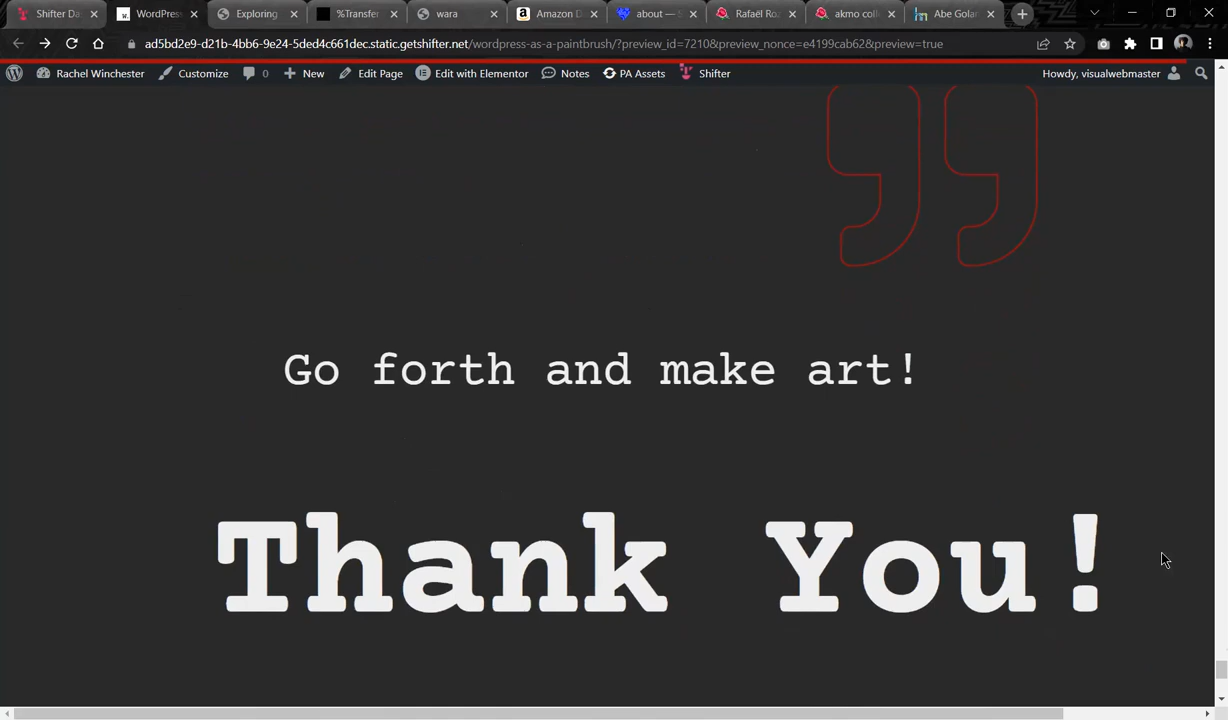 Shifter Da
WordPress
Exploring
%Transfer
wara
Amazon D
about — S
Rafaël Ro
akmo coll
Abe Golar
ad5bd2e9-d21b-4bb6-9e24-5ded4c661dec.static.getshifter.net/wordpress-as-a-paintbrush/?preview_id=7210&preview_nonce=e4199cab62&preview=true
Rachel Winchester
Customize
0
New
Edit Page
Edit with Elementor
Notes
PA Assets
Shifter
Howdy, visualwebmaster
Go forth and make art!
Thank You!